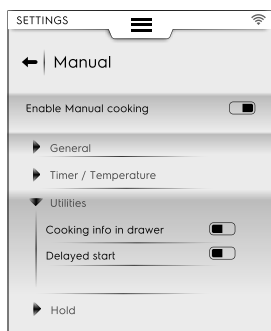 SETTINGS
Manual
Enable Manual cooking
General
Timer / Temperature
Utilities
Cooking info in drawer
Delayed start
Hold